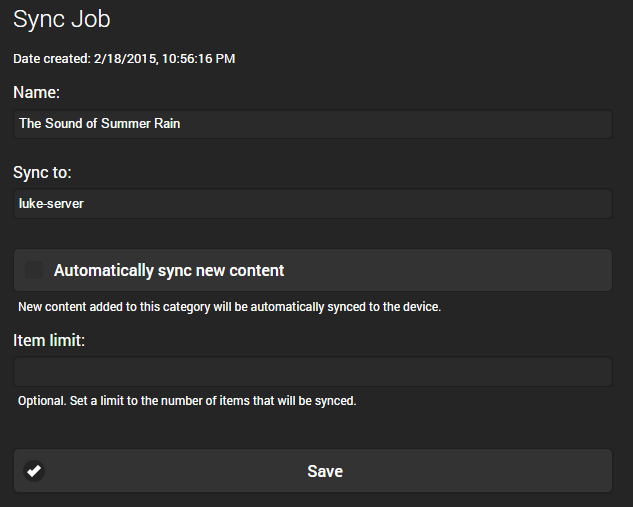 Sync Job
Date created: 2/18/2015, 10:56:16 PM
Name:
The Sound of Summer Rain
Sync to:
luke-server
Automatically sync new content
New content added to this category will be automatically synced to the device.
Item limit:
Optional. Set a limit to the number of items that will be synced.
Save